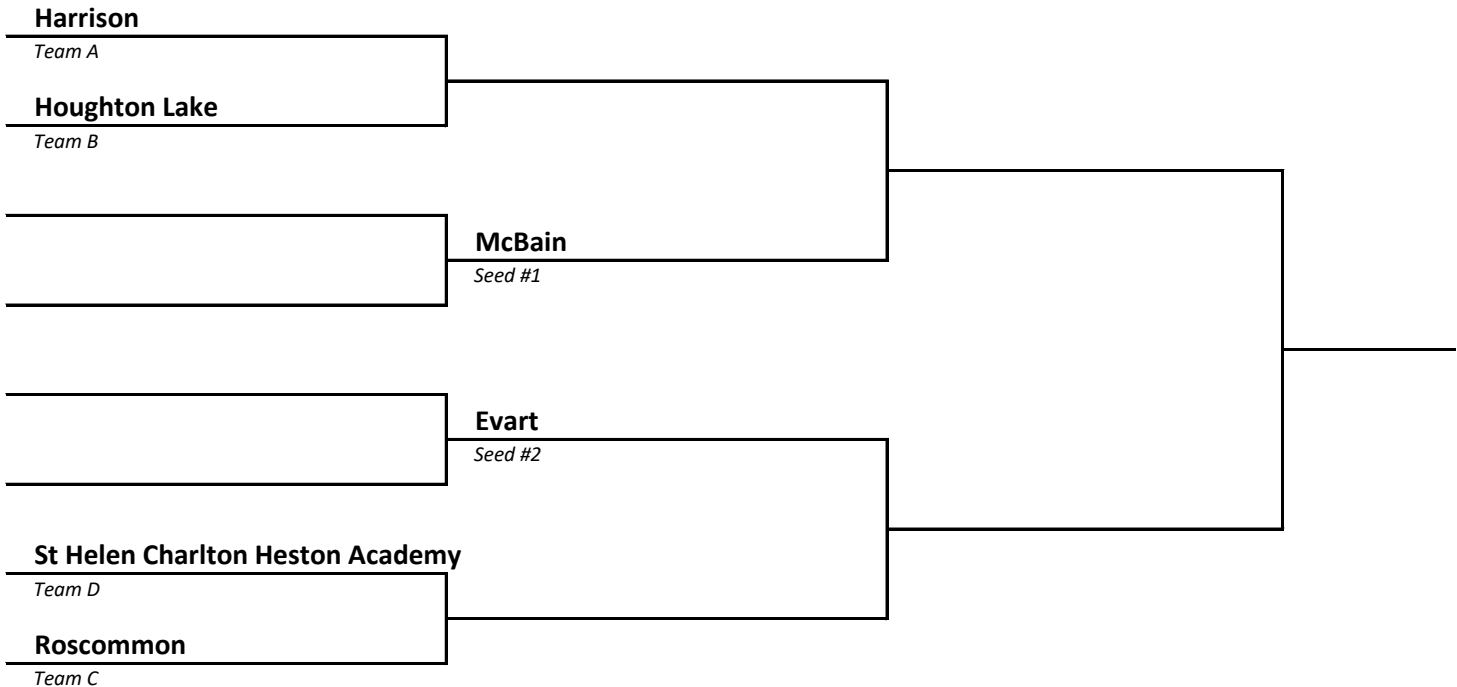 Harrison
Team A
Houghton Lake
Team B
McBain
Seed #1
Evart
Seed #2
St Helen Charlton Heston Academy
Team D
Roscommon
Team C